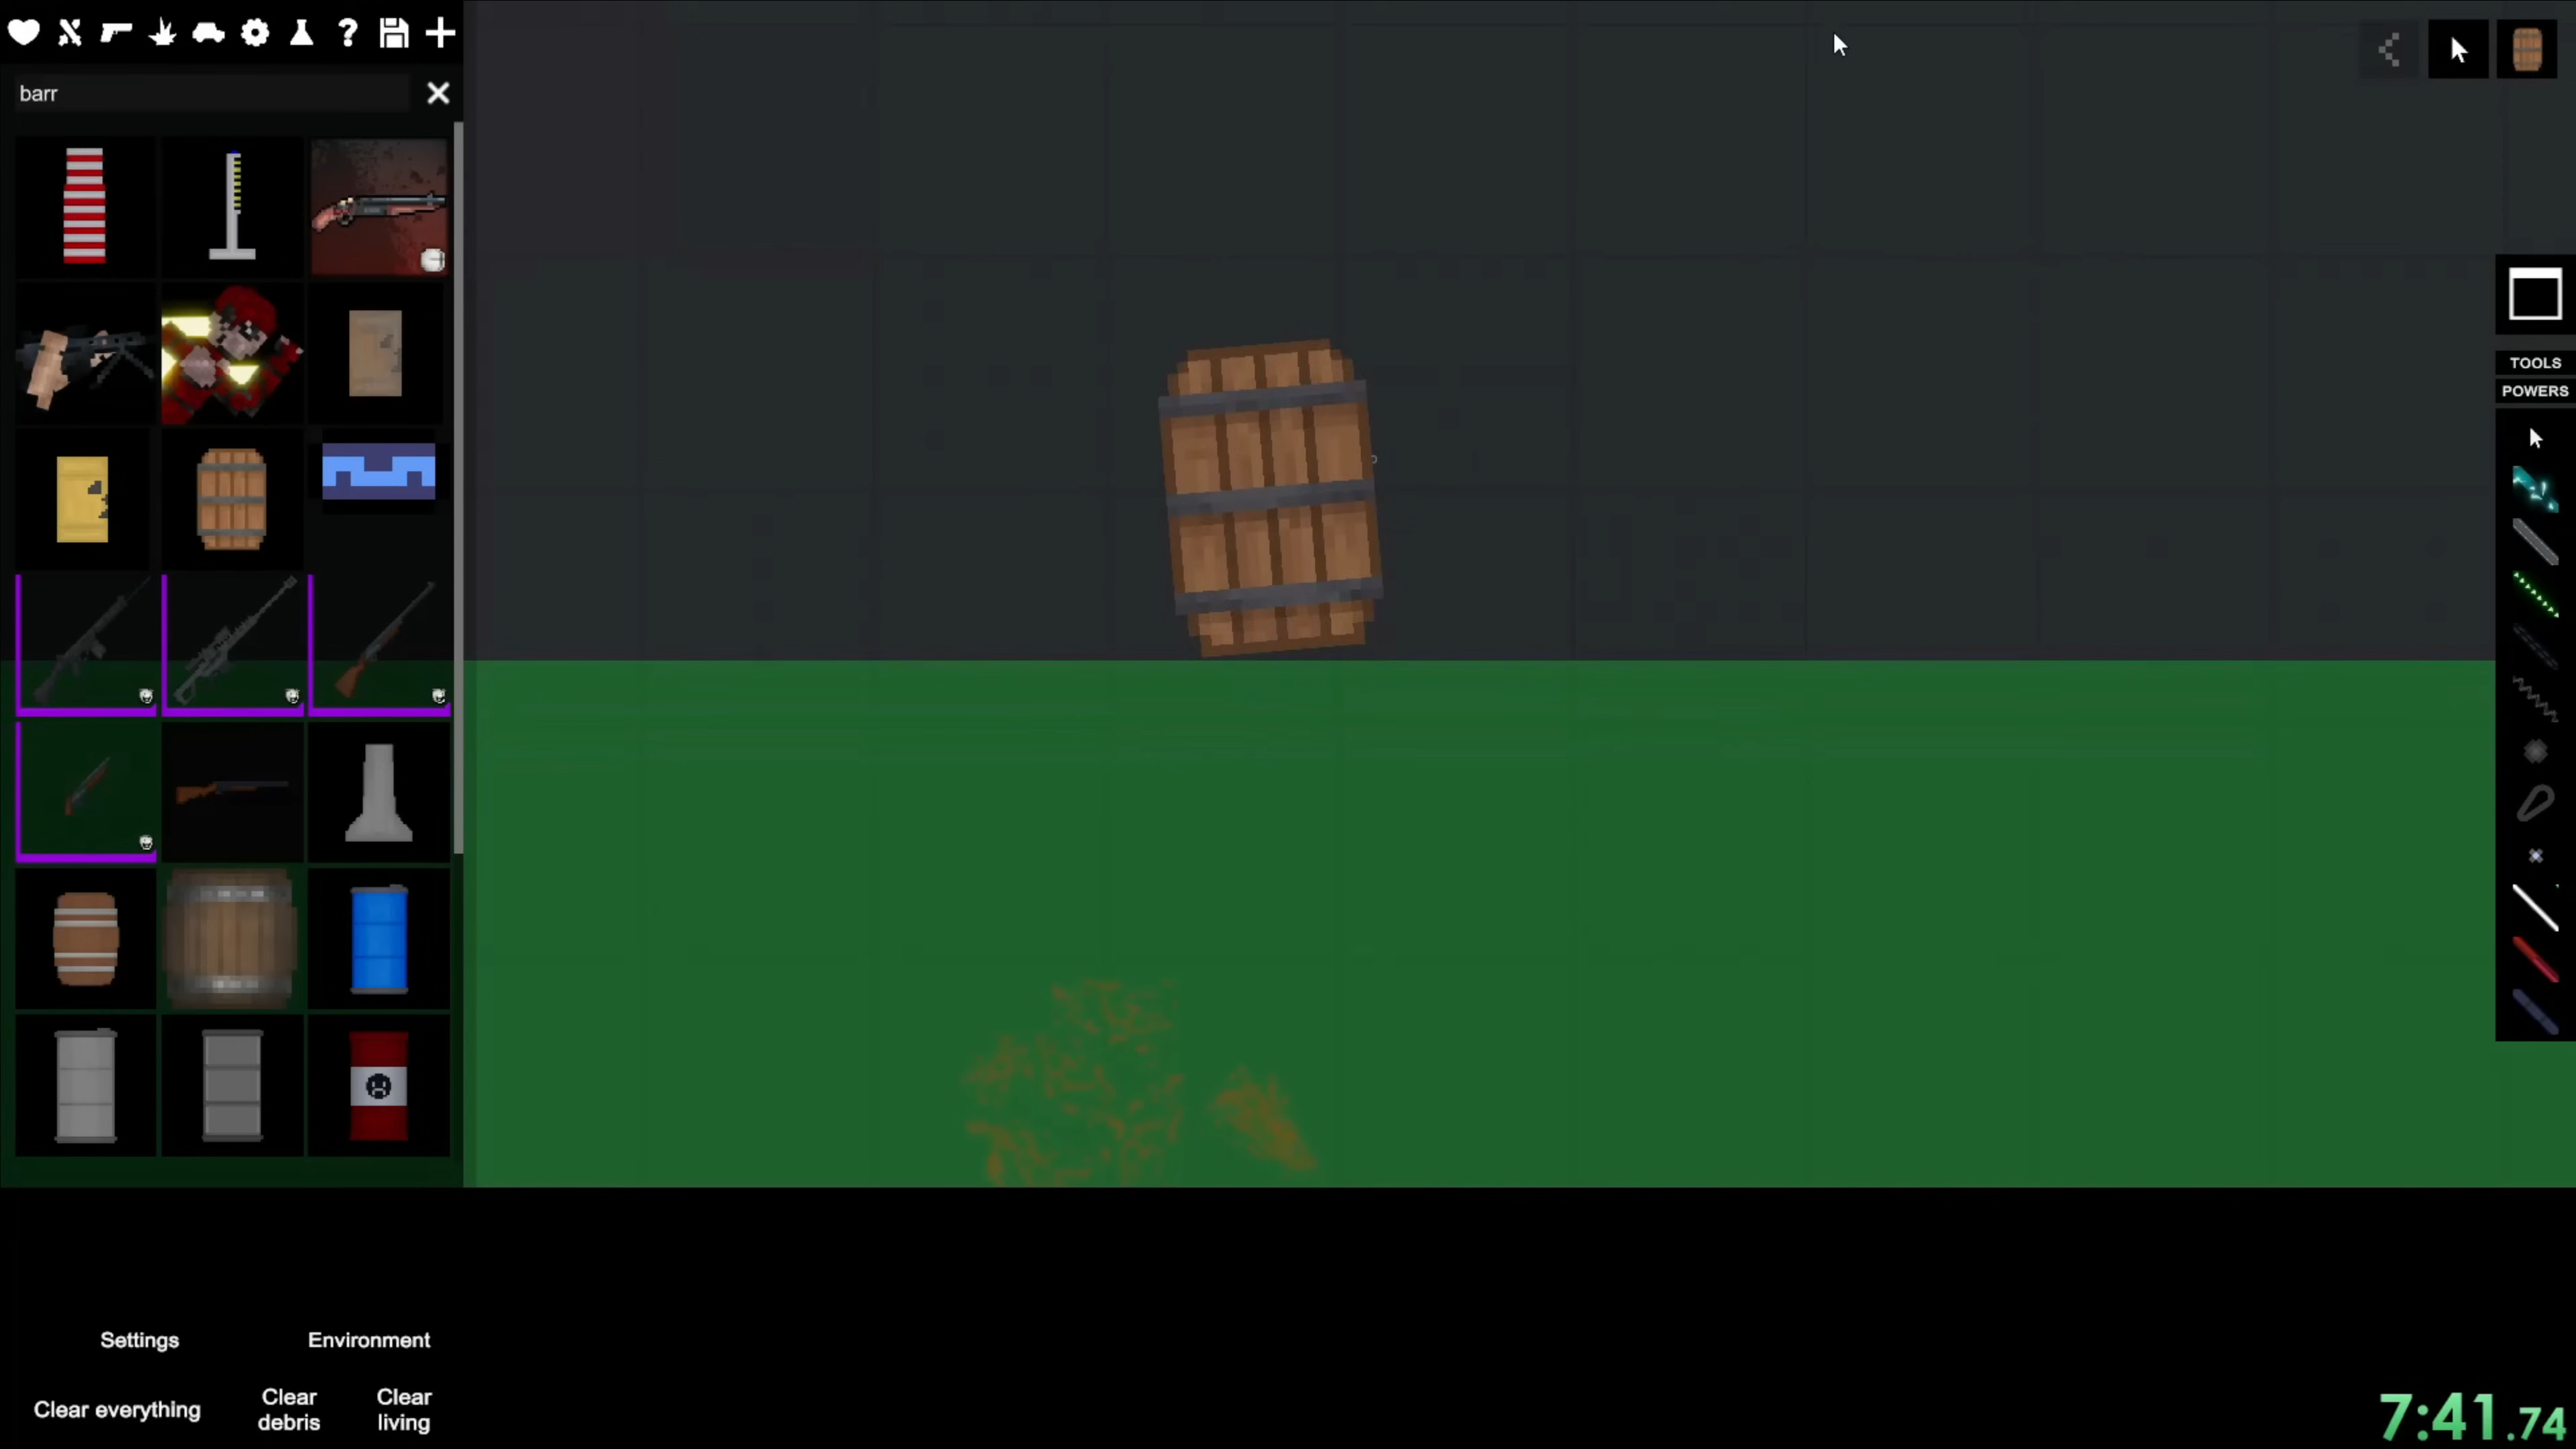 barr
TOOLS
POWERS
Settings
Environment
Clear everything
Clear
debris
Clear
living
7:41.74